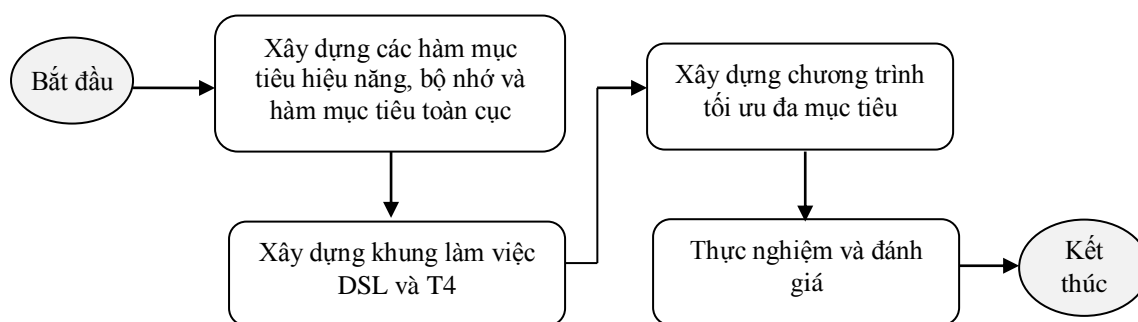 Bắt đầu
Xây dựng các hàm mục
tiêu hiệu năng, bộ nhớ và
hàm mục tiêu toàn cục
Xây dựng khung làm việc
DSL và T4
Xây dựng chương trình
tối ưu đa mục tiêu
Thực nghiệm và đánh
giá
Kết
thúc